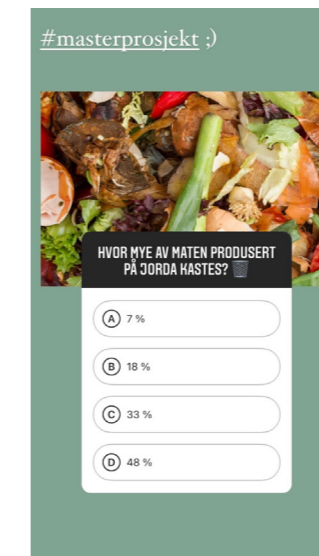 #masterprosjekt ;)
HVOR MYE AV MATEN PRODUSERT
PÅ JORDA KASTES? 🗑️
A 7 %
B 18 %
C 33 %
D 48 %